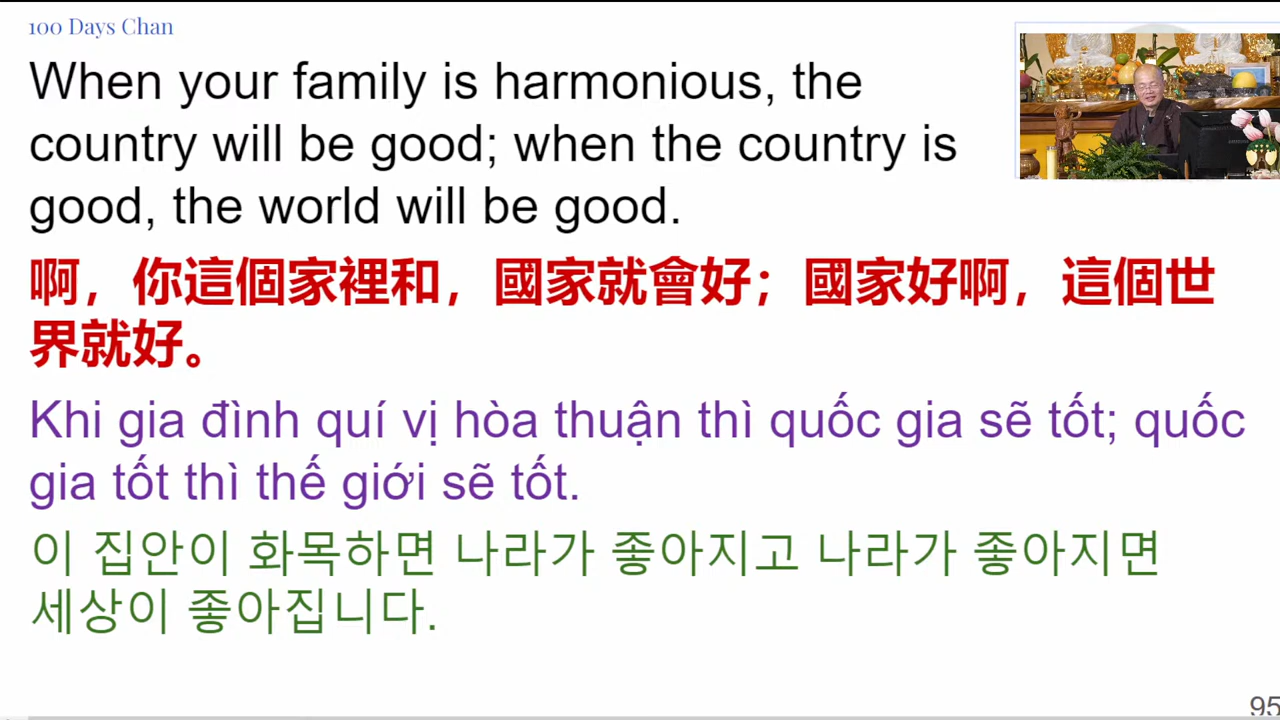 100 Days Chan
When your family is harmonious, the
country will be good; when the country is
good, the world will be good.
啊，你這個家裡和，國家就會好；國家好啊，這個世
界就好。
Khi gia đình quí vị hòa thuận thì quốc gia sẽ tốt; quốc
gia tốt thì thế giới sẽ tốt.
이 집안이 화목하면 나라가 좋아지고 나라가 좋아지면
세상이 좋아집니다.
95